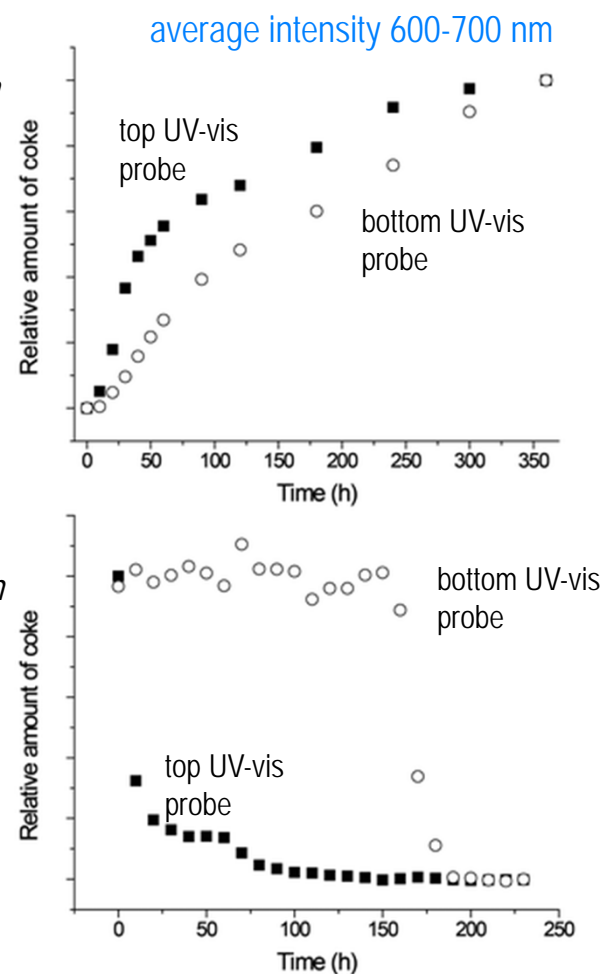 average intensity 600-700 nm
Relative amount of coke
top UV-vis
probe
bottom UV-vis
probe
0 50 100 150 200 250 300 350
Time (h)
Relative amount of coke
bottom UV-vis
probe
top UV-vis
probe
0 50 100 150 200 250
Time (h)